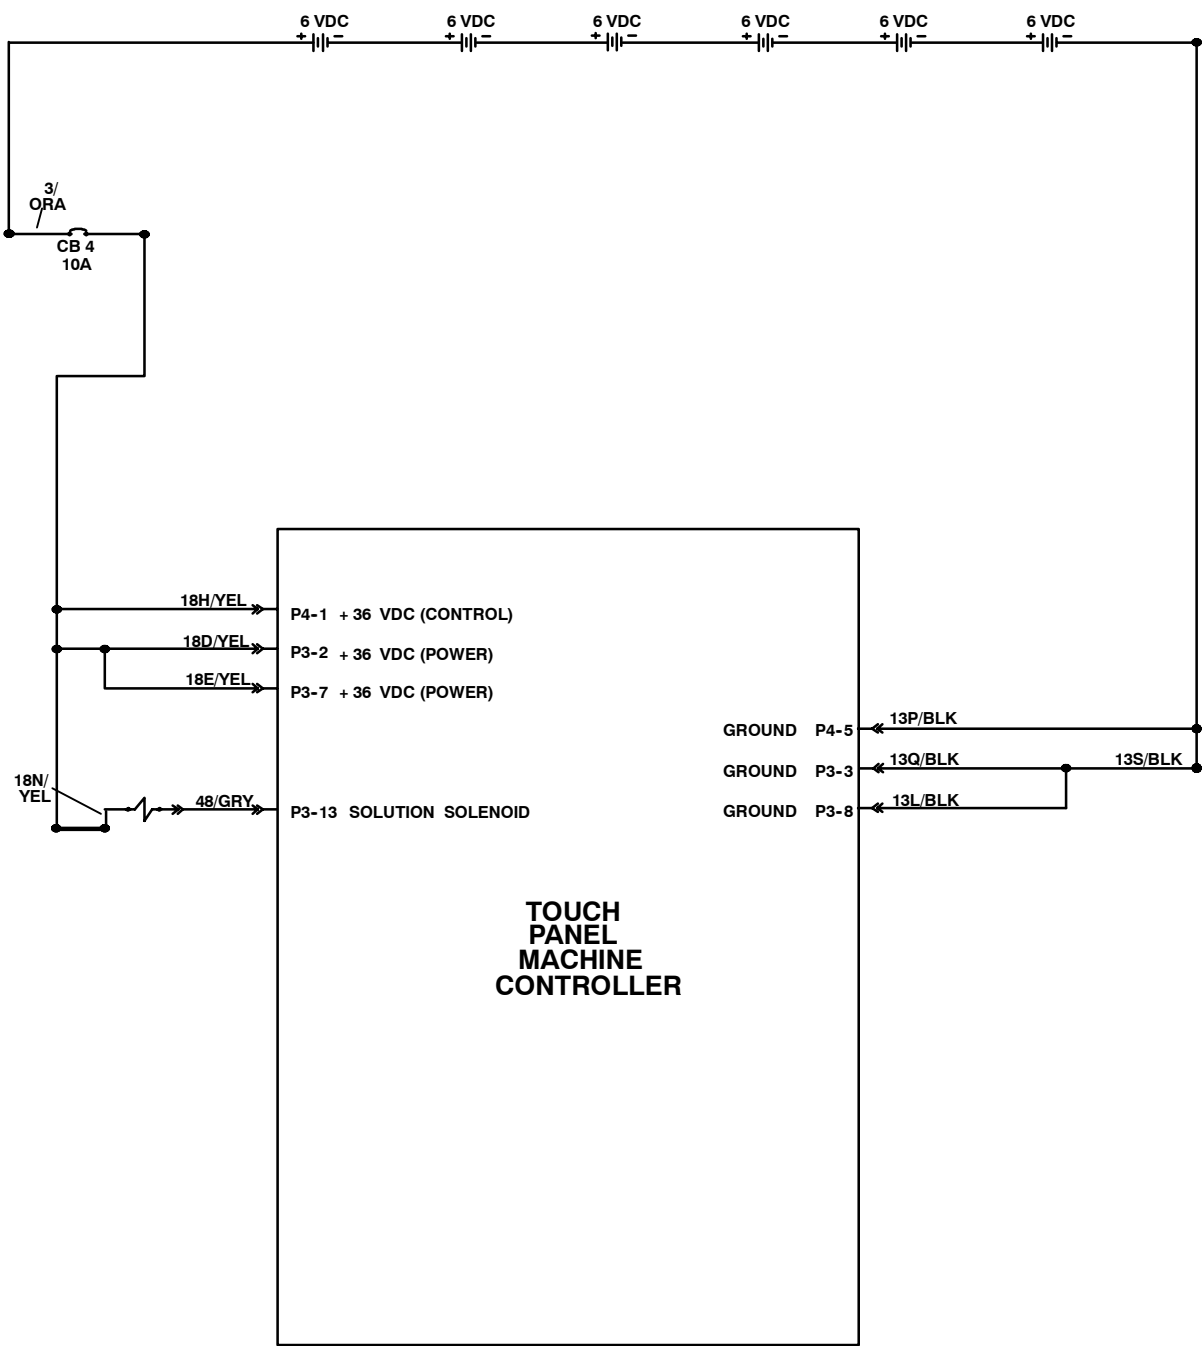 6 VDC 6 VDC 6 VDC 6 VDC 6 VDC 6 VDC
+ - + - + - + - + - + -
3/
ORA
CB 4
10A
18H/YEL
P4-1 + 36 VDC (CONTROL)
18D/YEL
P3-2 + 36 VDC (POWER)
18E/YEL
P3-7 + 36 VDC (POWER)
GROUND P4-5
13P/BLK
GROUND P3-3
13Q/BLK
13S/BLK
GROUND P3-8
13L/BLK
18N/
YEL
48/GRY
P3-13 SOLUTION SOLENOID
TOUCH
PANEL
MACHINE
CONTROLLER